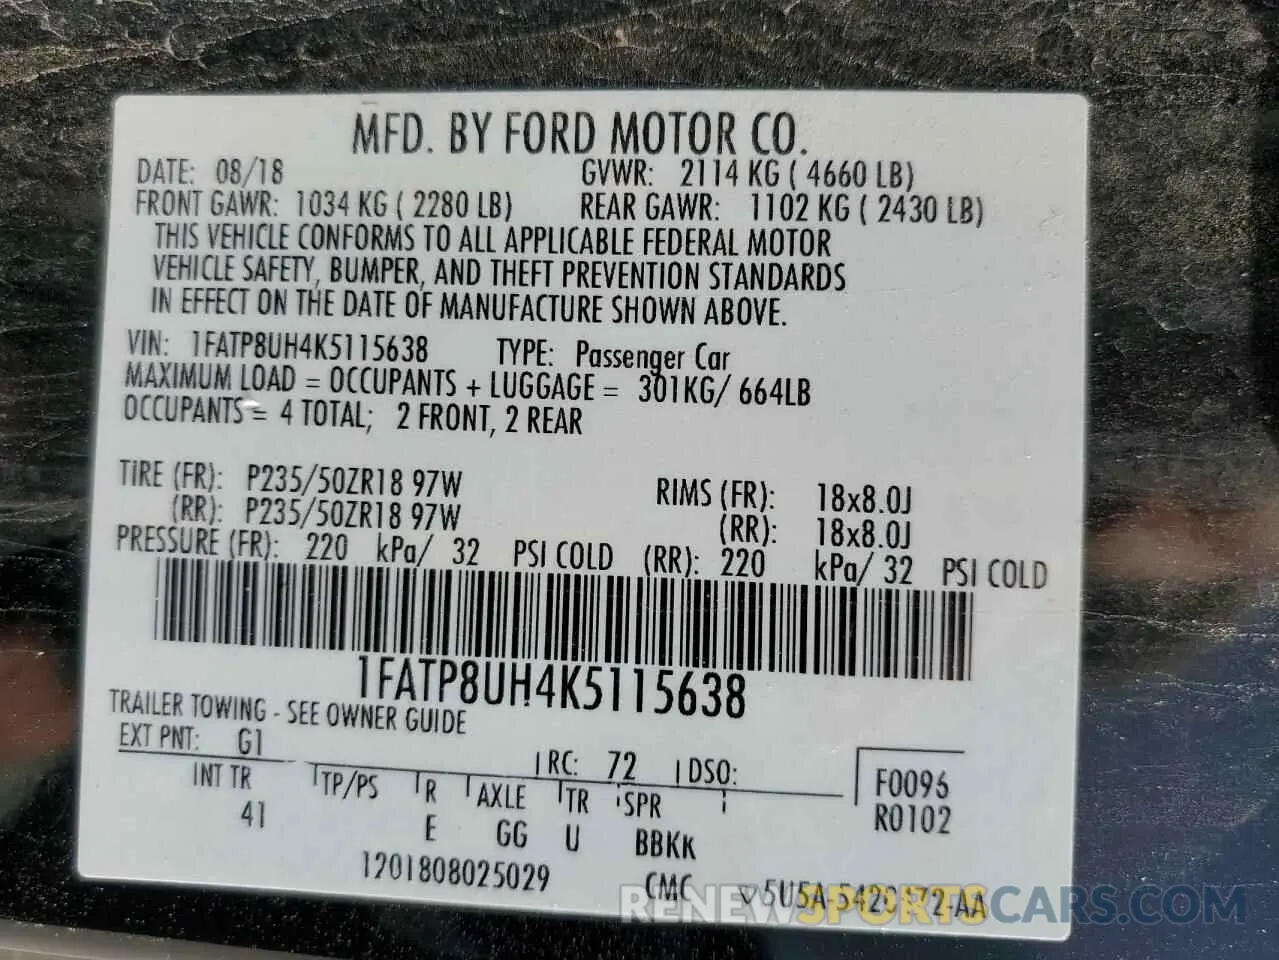 MFD. BY FORD MOTOR CO.
DATE: 08/18 GVWR: 2114 KG ( 4660 LB)
FRONT GAWR: 1034 KG ( 2280 LB) REAR GAWR: 1102 KG ( 2430 LB)
THIS VEHICLE CONFORMS TO ALL APPLICABLE FEDERAL MOTOR
VEHICLE SAFETY, BUMPER, AND THEFT PREVENTION STANDARDS
IN EFFECT ON THE DATE OF MANUFACTURE SHOWN ABOVE.
VIN: 1FATP8UH4K5115638 TYPE: Passenger Car
MAXIMUM LOAD = OCCUPANTS + LUGGAGE = 301KG/ 664LB
OCCUPANTS = 4 TOTAL; 2 FRONT, 2 REAR
TIRE (FR): P235/50ZR18 97W RIMS (FR): 18x8.0J
(RR): P235/50ZR18 97W (RR): 18x8.0J
PRESSURE (FR): 220 kPa/ 32 PSI COLD (RR): 220 kPa/ 32 PSI COLD
1FATP8UH4K5115638
TRAILER TOWING - SEE OWNER GUIDE
EXT PNT: G1 RC: 72 DSO: F0096
INT TR TP/PS R AXLE TR SPR R0102
41 E GG U BBKK
1201808025029 CMC
RENEWSPORTSCARS.COM